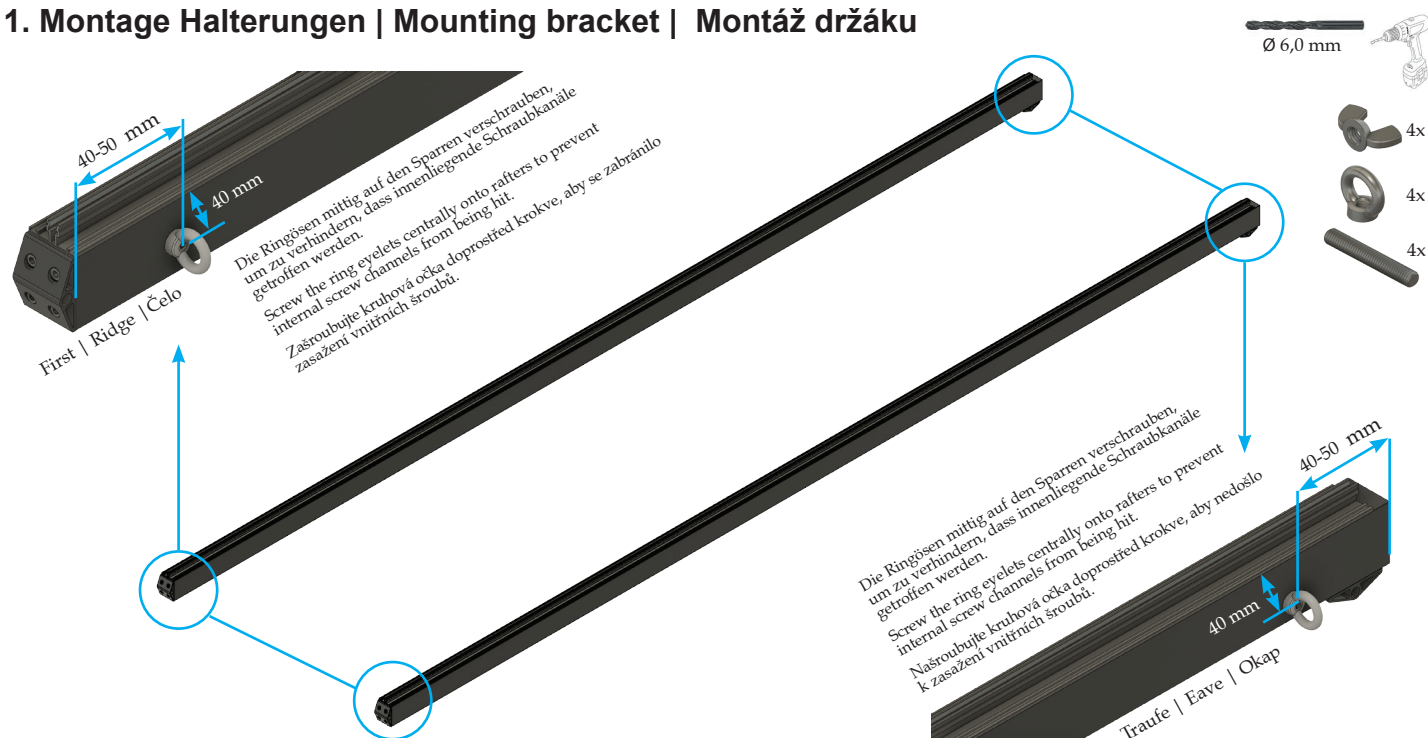 1. Montage Halterungen | Mounting bracket | Montáž držáku
Ø 6,0 mm
4x
4x
4x
40-50 mm
40 mm
First | Ridge | Čelo
Die Ringösen mittig auf den Sparren verschrauben,
um zu verhindern, dass innenliegende Schraubkanäle
getroffen werden.
Screw the ring eyelets centrally onto rafters to prevent
internal screw channels from being hit.
Zašroubujte kruhová očka doprostřed krokve, aby se zabránilo
zasažení vnitřních šroubů.
Die Ringösen mittig auf den Sparren verschrauben,
um zu verhindern, dass innenliegende Schraubkanäle
getroffen werden.
Screw the ring eyelets centrally onto rafters to prevent
internal screw channels from being hit.
Našroubujte kruhová očka doprostřed krokve, aby nedošlo
k zasažení vnitřních šroubů.
40-50 mm
40 mm
Traufe | Eave | Okap